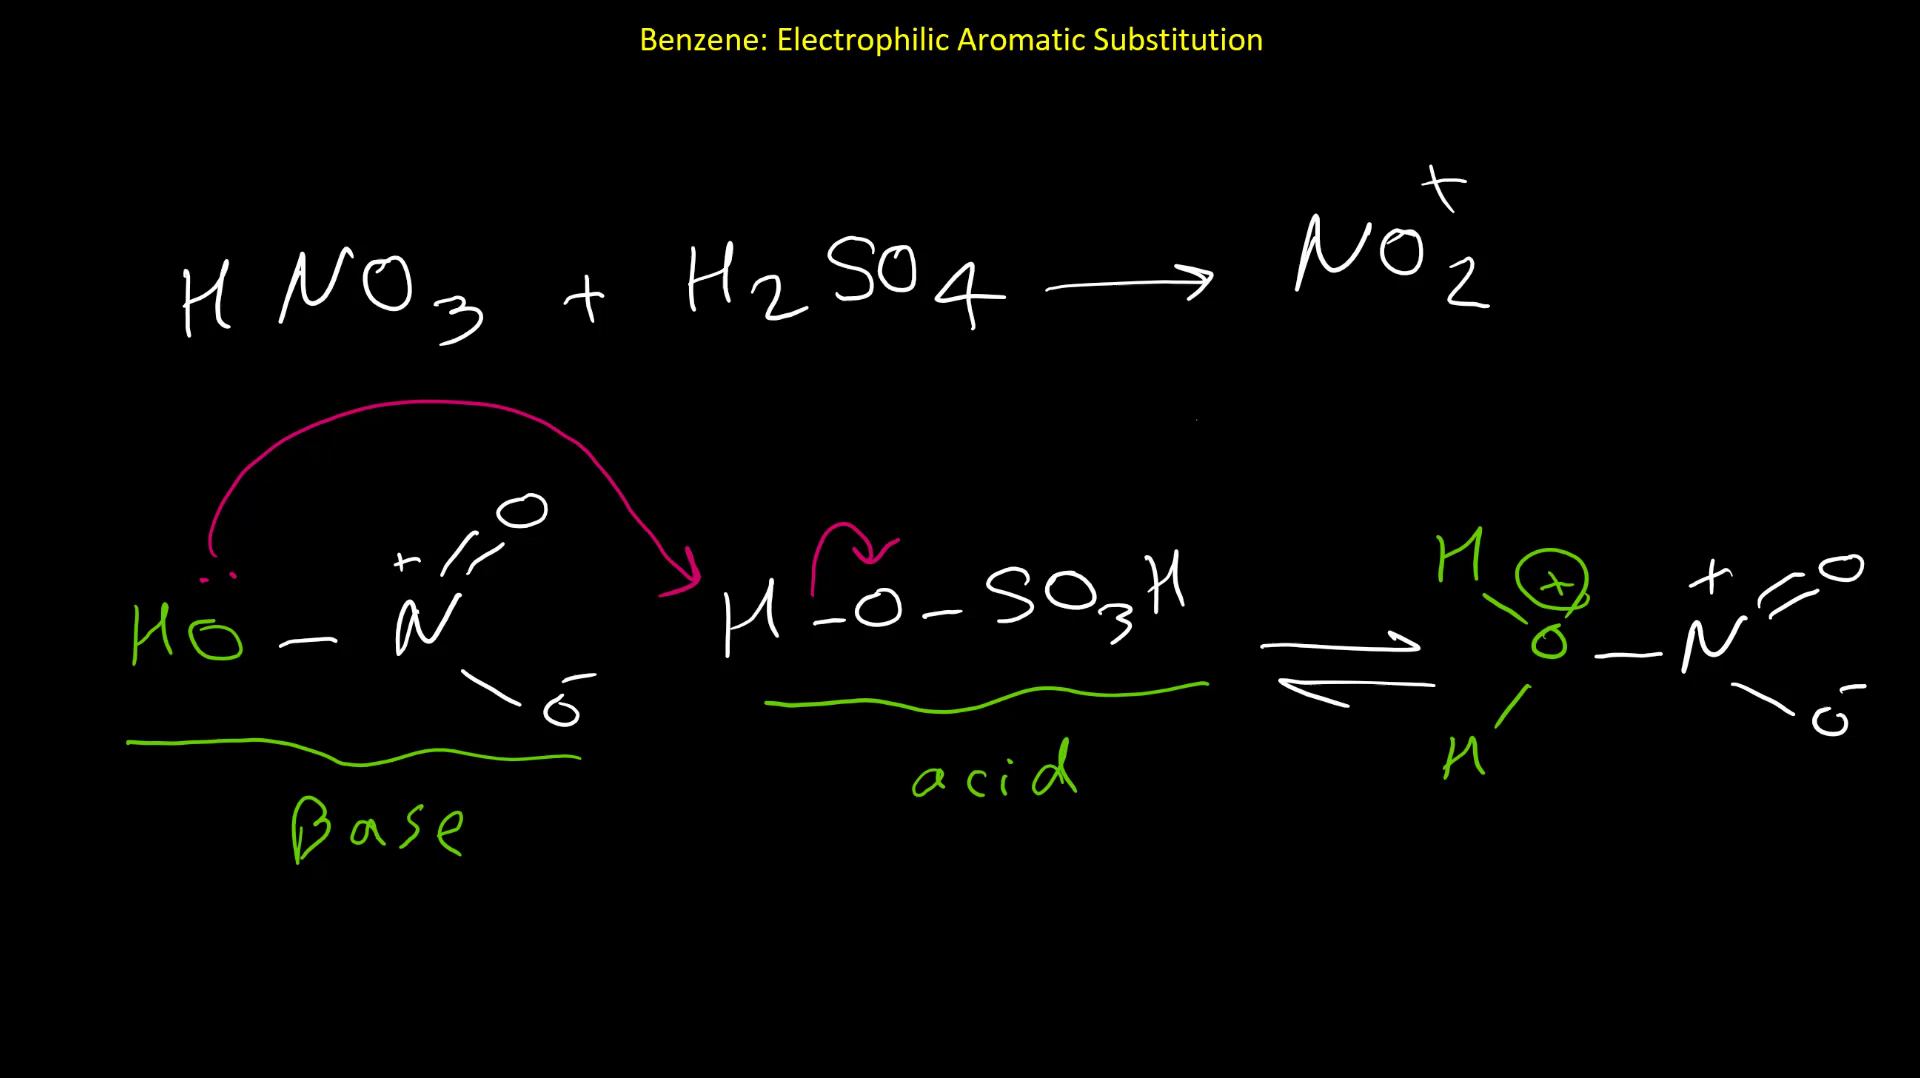 Benzene: Electrophilic Aromatic Substitution
HNO₃ + H₂SO₄ ⟶ NO₂⁺
HO — N⁺ (=O) — O⁻   H – O – SO₃H ⇌ H – O⁺ (– H) — N⁺ (=O) — O⁻
acid
Base